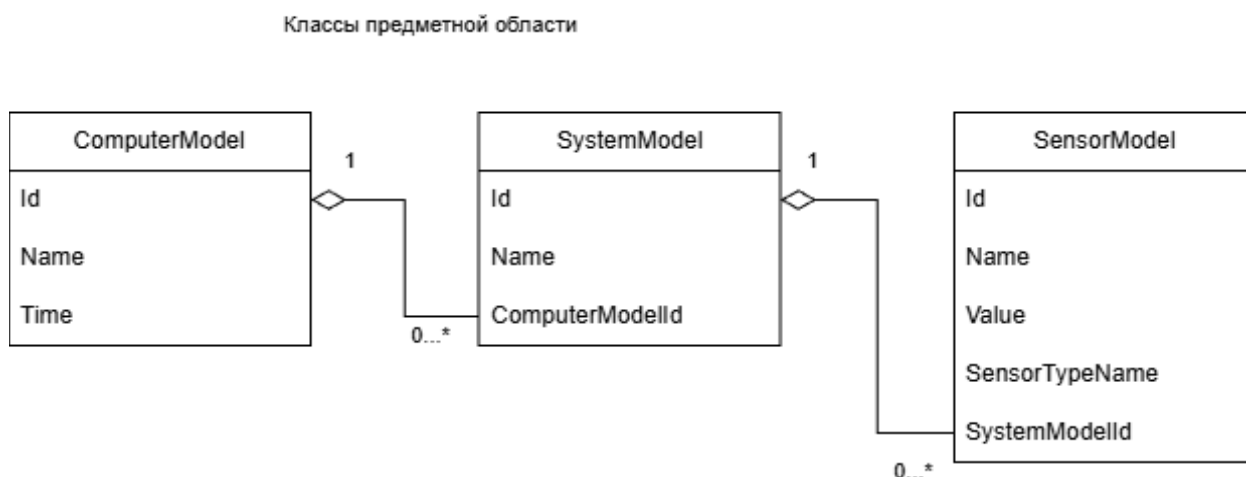 Классы предметной области
ComputerModel
Id
Name
Time
1
0...*
SystemModel
Id
Name
ComputerModelId
1
0...*
SensorModel
Id
Name
Value
SensorTypeName
SystemModelId